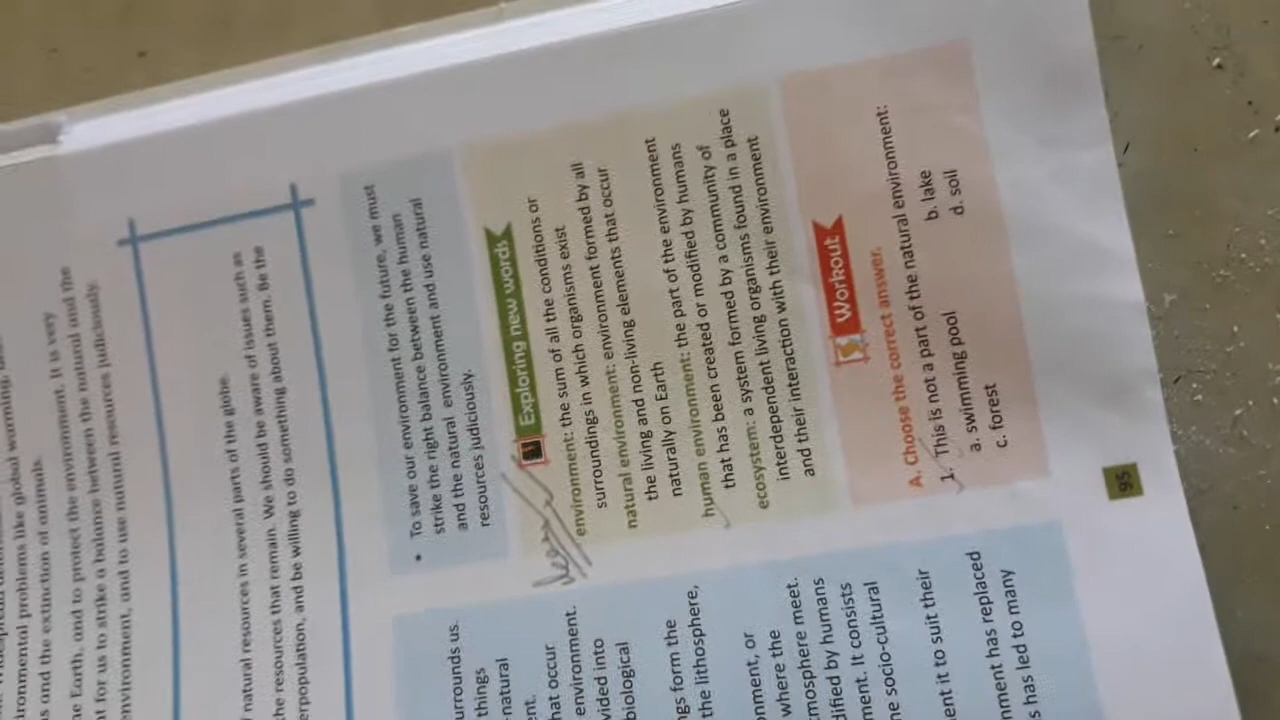 ironmental problems like global warming,
s and the extinction of animals.
he Earth, and to protect the environment. It is very
t for us to strike a balance between the natural and the
environment, and to use natural resources judiciously.
natural resources in several parts of the globe.
the resources that remain. We should be aware of issues such as
erpopulation, and be willing to do something about them. Be the
urrounds us.
things
natural
ent.
hat occur
environment.
vided into
biological
ngs form the
the lithosphere,
onment, or
where the
tmosphere meet.
dified by humans
ment. It consists
ne socio-cultural
ent it to suit their
nment has replaced
s has led to many
• To save our environment for the future, we must
strike the right balance between the human
and the natural environment and use natural
resources judiciously.
Exploring new words
environment: the sum of all the conditions or
surroundings in which organisms exist
natural environment: environment formed by all
the living and non-living elements that occur
naturally on Earth
human environment: the part of the environment
that has been created or modified by humans
ecosystem: a system formed by a community of
interdependent living organisms found in a place
and their interaction with their environment
Workout
A. Choose the correct answer.
1. This is not a part of the natural environment:
a. swimming pool b. lake
c. forest d. soil
95